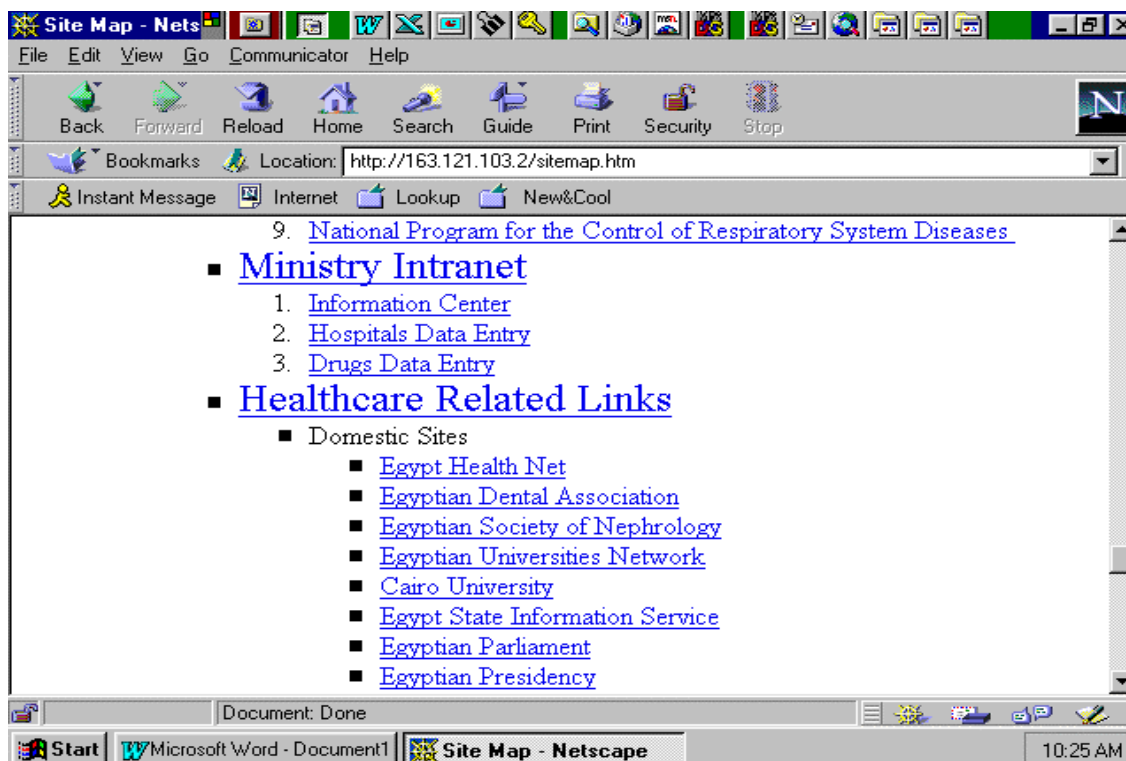 Site Map - Nets
File Edit View Go Communicator Help
Back Forward Reload Home Search Guide Print Security Stop
N
Bookmarks Location: http://163.121.103.2/sitemap.htm
Instant Message Internet Lookup New&Cool
9. National Program for the Control of Respiratory System Diseases
Ministry Intranet
1. Information Center
2. Hospitals Data Entry
3. Drugs Data Entry
Healthcare Related Links
Domestic Sites
Egypt Health Net
Egyptian Dental Association
Egyptian Society of Nephrology
Egyptian Universities Network
Cairo University
Egypt State Information Service
Egyptian Parliament
Egyptian Presidency
Document: Done
Start Microsoft Word - Document1 Site Map - Netscape 10:25 AM